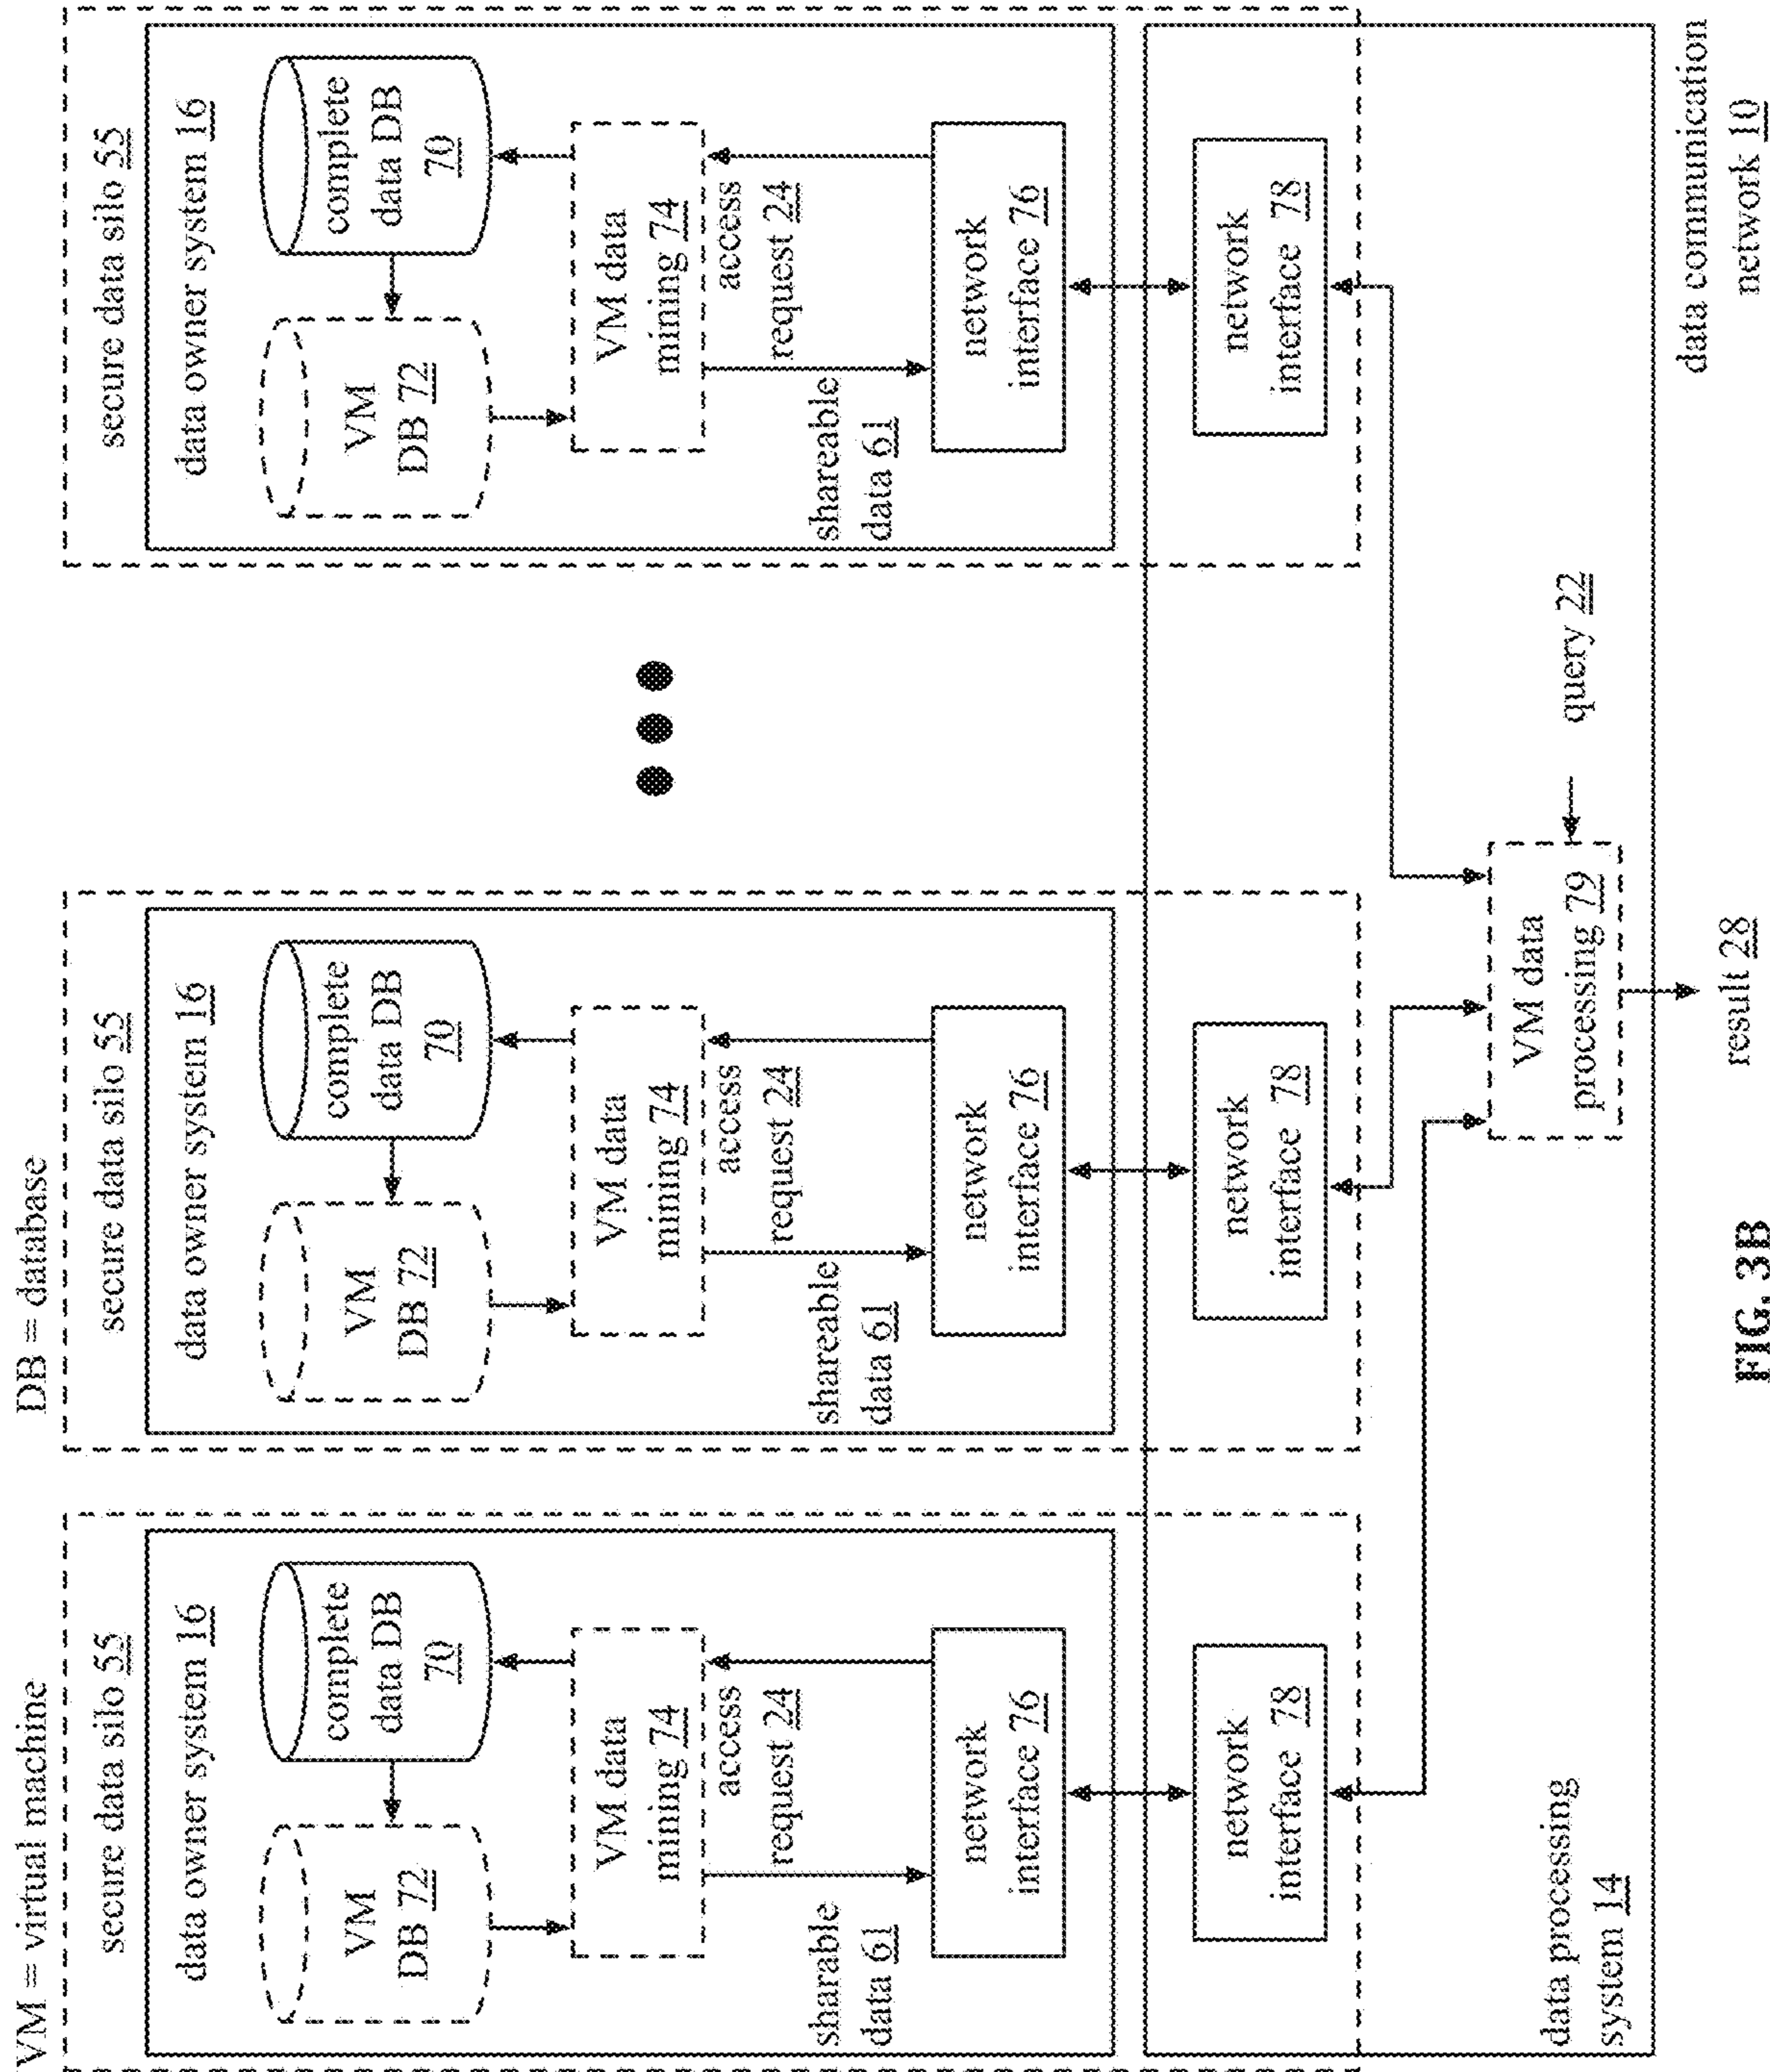 VM = virtual machine
DB = database
secure data silo 55
data owner system 16
VM
DB 72
complete
data DB
70
VM data
mining 74
sharable
data 61
access
request 24
network
interface 76
network
interface 78
secure data silo 55
data owner system 16
VM
DB 72
complete
data DB
70
VM data
mining 74
shareable
data 61
access
request 24
network
interface 76
network
interface 78
secure data silo 55
data owner system 16
VM
DB 72
complete
data DB
70
VM data
mining 74
shareable
data 61
access
request 24
network
interface 76
network
interface 78
data processing
system 14
VM data
processing 79
query 22
result 28
data communication
network 10
FIG. 3B